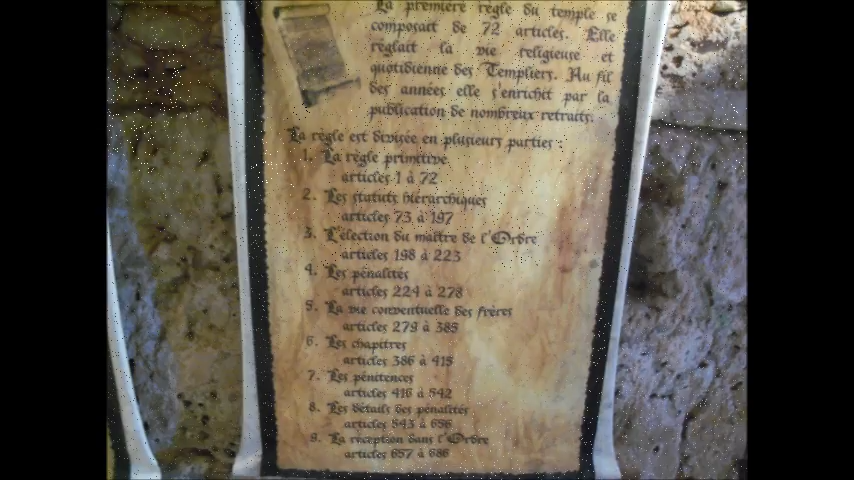 La première règle du temple se
composait de 72 articles. Elle
réglait la vie religieuse et
quotidienne des Templiers. Au fil
des années elle s'enrichit par la
publication de nombreux retraits.
La règle est divisée en plusieurs parties :
1. La règle primitive
articles 1 à 72
2. Les statuts hiérarchiques
articles 73 à 197
3. L'élection du maître de l'Ordre
articles 198 à 223
4. Les pénalités
articles 224 à 278
5. La vie conventuelle des frères
articles 279 à 385
6. Les chapitres
articles 386 à 415
7. Les pénitences
articles 416 à 542
8. Les détails des pénalités
articles 543 à 656
9. La réception dans l'Ordre
articles 657 à 686